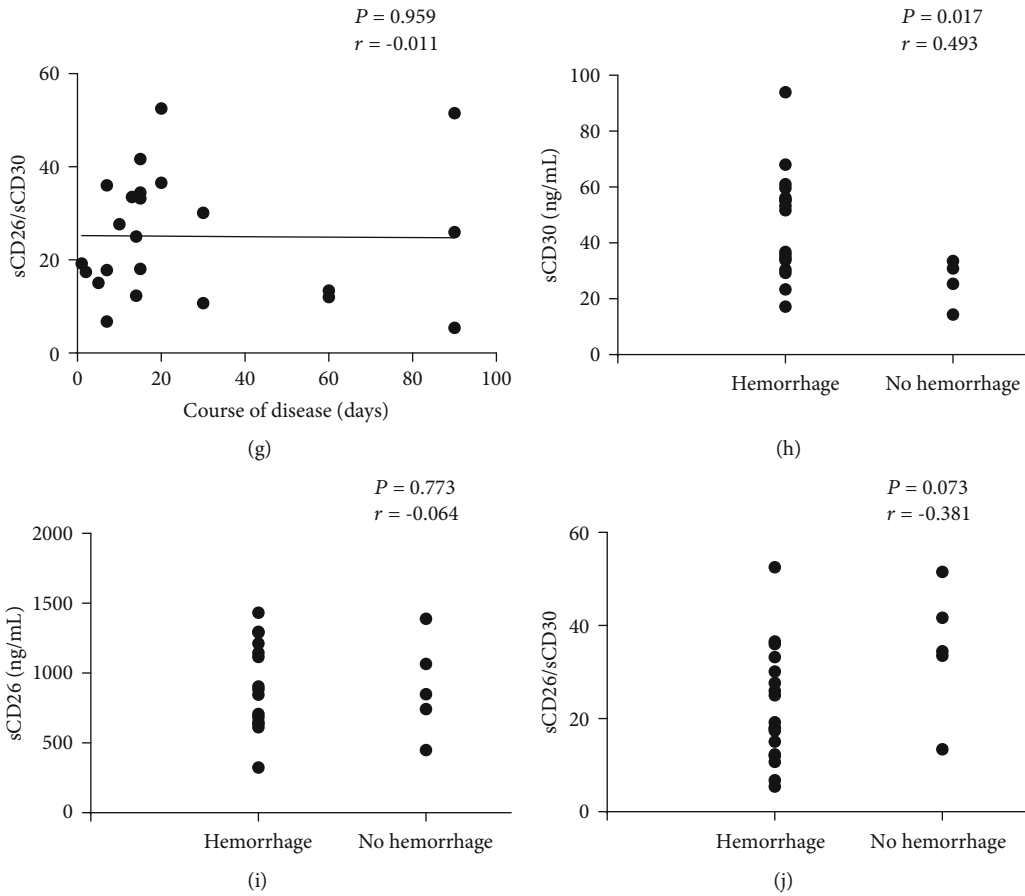 P = 0.959
r = -0.011
sCD26/sCD30
60
40
20
0
0 20 40 60 80 100
Course of disease (days)
(g)
P = 0.017
r = 0.493
sCD30 (ng/mL)
100
80
60
40
20
0
Hemorrhage No hemorrhage
(h)
P = 0.773
r = -0.064
sCD26 (ng/mL)
2000
1500
1000
500
0
Hemorrhage No hemorrhage
(i)
P = 0.073
r = -0.381
sCD26/sCD30
60
40
20
0
Hemorrhage No hemorrhage
(j)